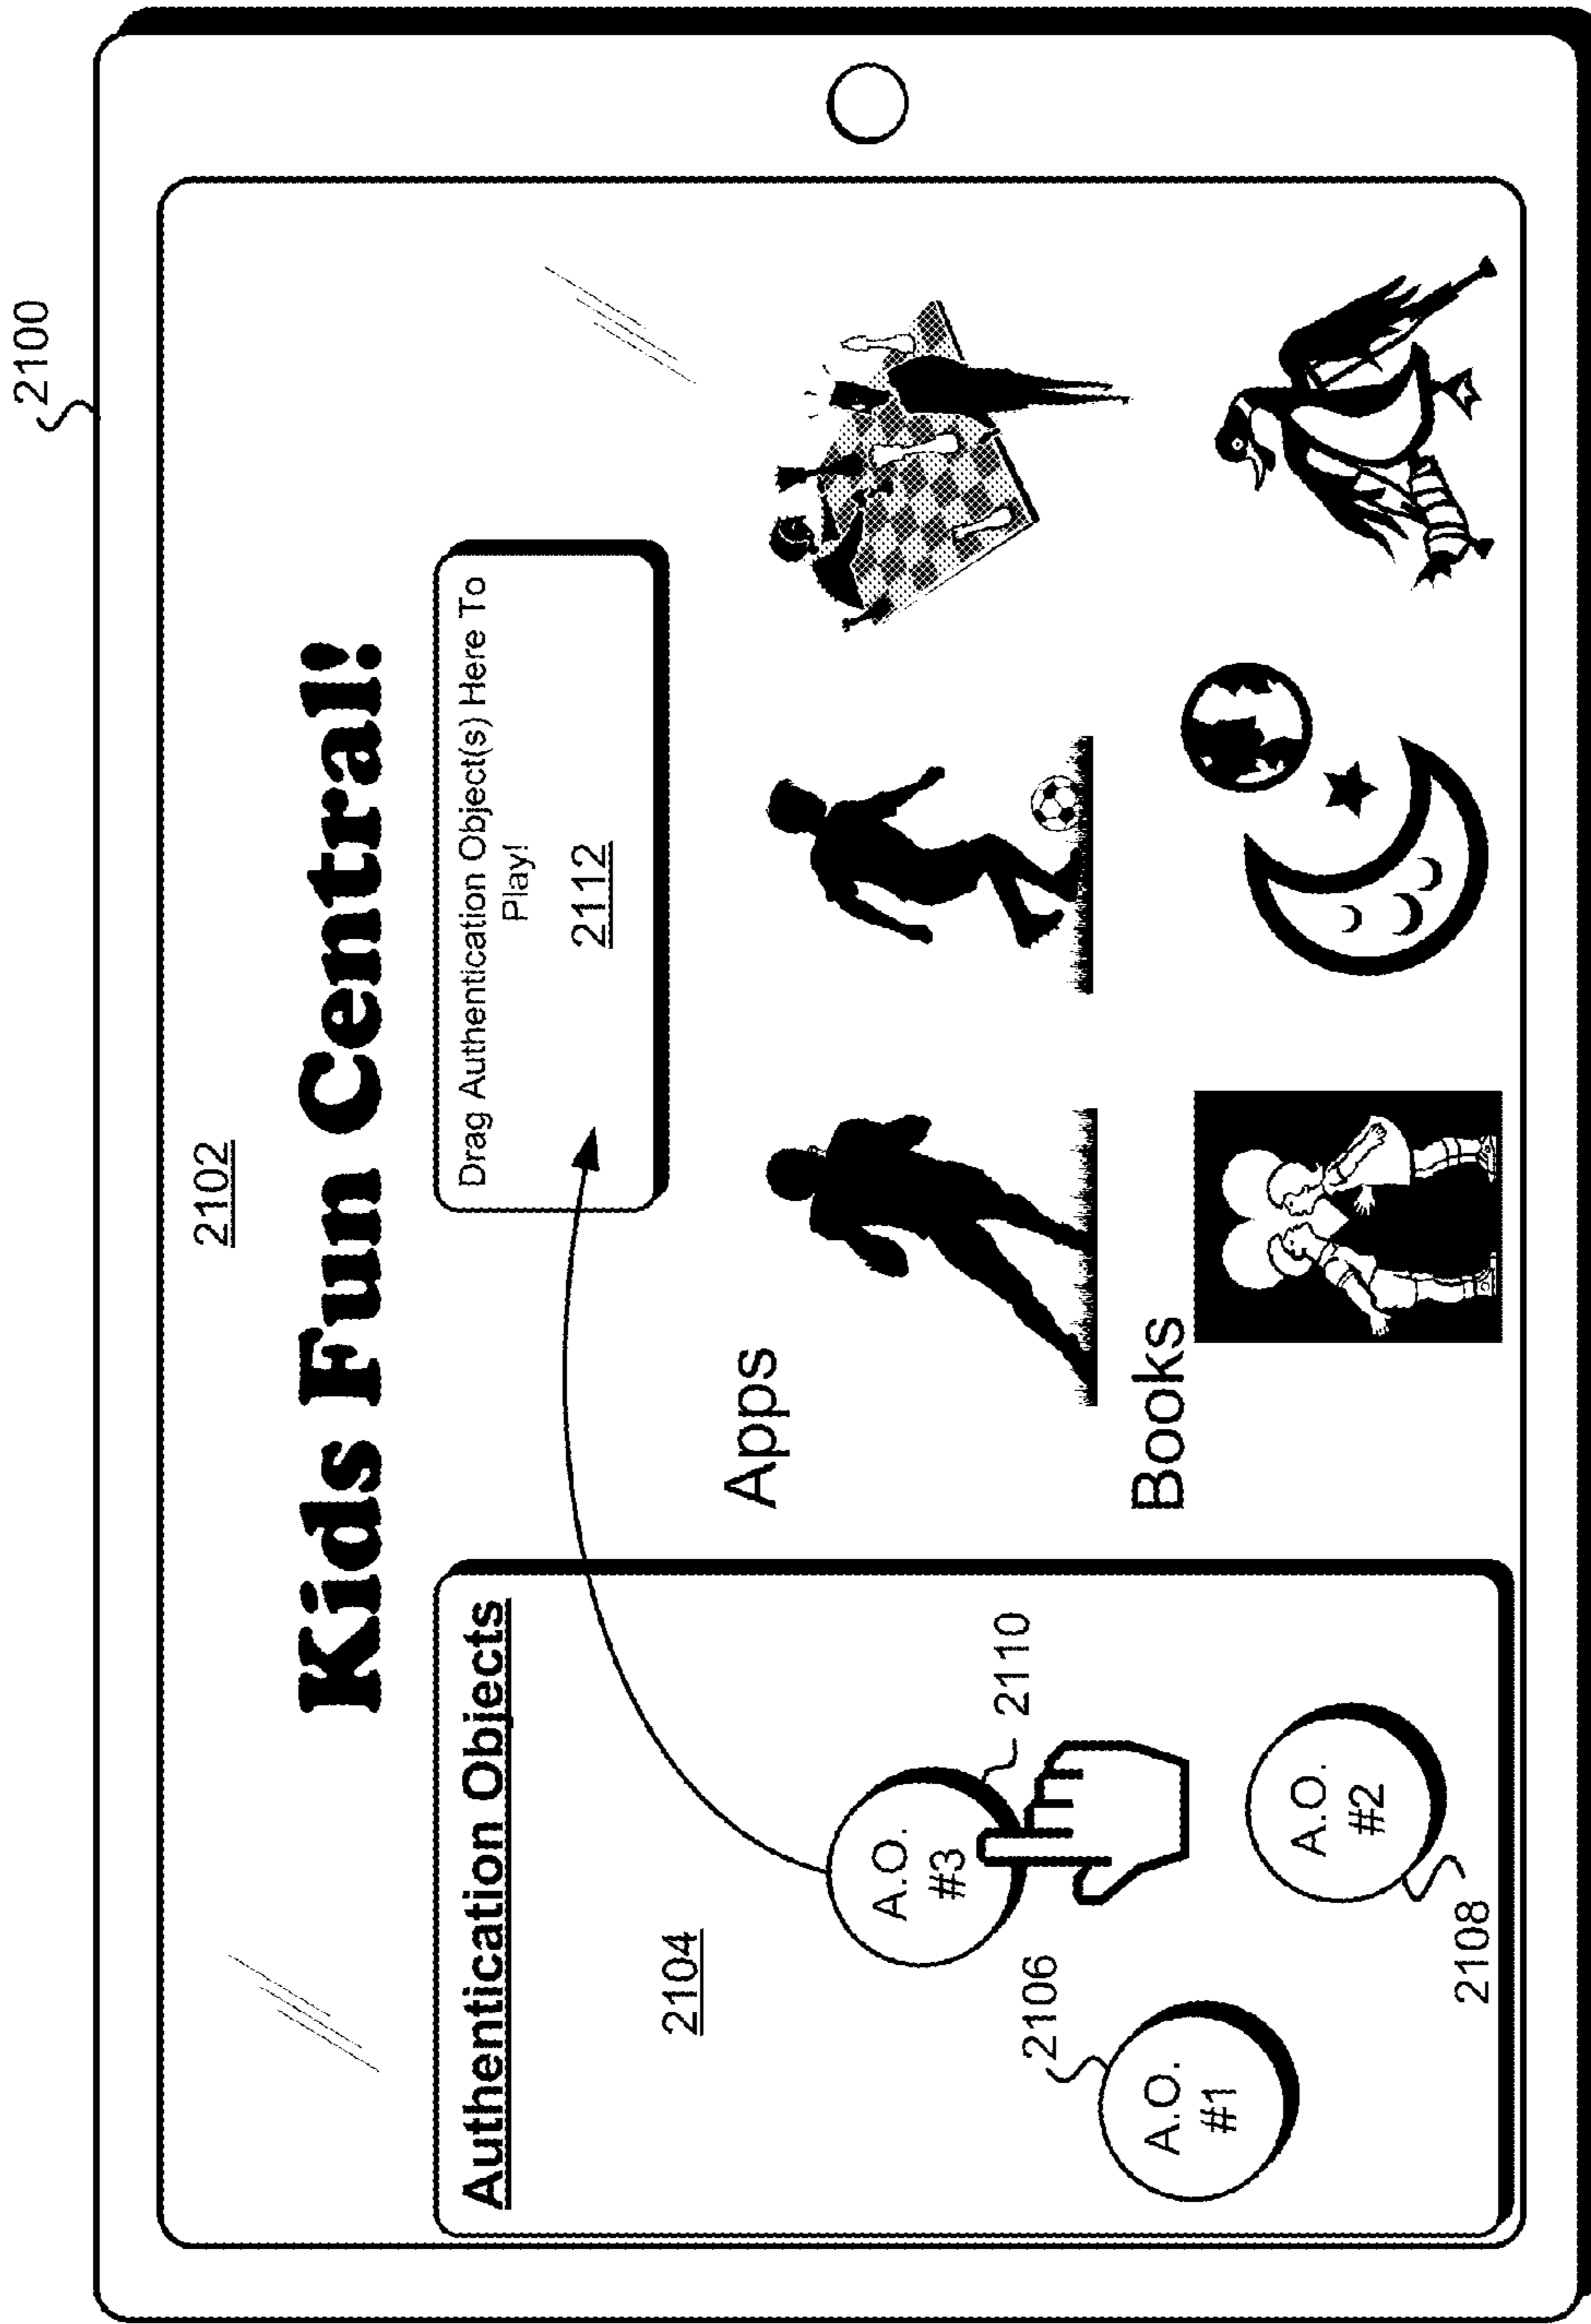 2100
2102
Kids Fun Central!
Authentication Objects
2104
A.O.
#3
2110
2106
A.O.
#1
A.O.
#2
2108
Drag Authentication Object(s) Here To
Play!
2112
Apps
Books